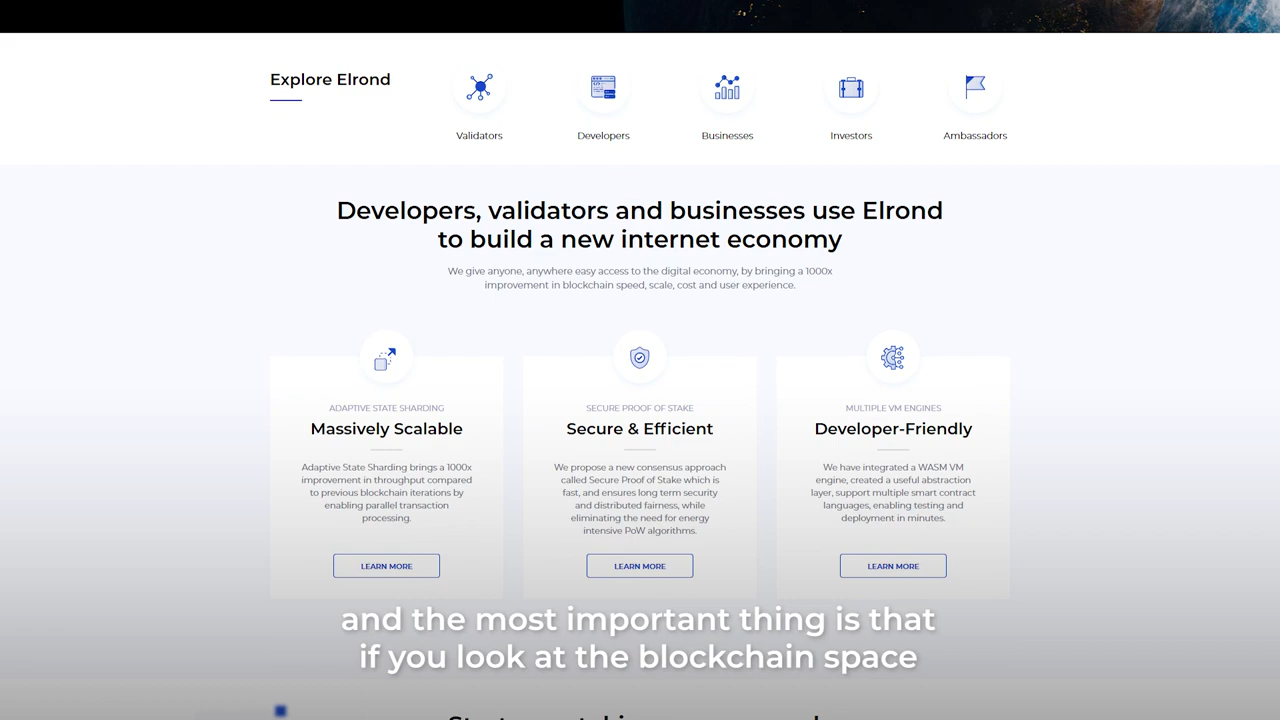 Explore Elrond
Validators
Developers
Businesses
Investors
Ambassadors
Developers, validators and businesses use Elrond
to build a new internet economy
We give anyone, anywhere easy access to the digital economy, by bringing a 1000x
improvement in blockchain speed, scale, cost and user experience.
ADAPTIVE STATE SHARDING
Massively Scalable
Adaptive State Sharding brings a 1000x
improvement in throughput compared
to previous blockchain iterations by
enabling parallel transaction
processing.
LEARN MORE
SECURE PROOF OF STAKE
Secure & Efficient
We propose a new consensus approach
called Secure Proof of Stake which is
fast, and ensures long term security
and distributed fairness, while
eliminating the need for energy
intensive PoW algorithms.
LEARN MORE
MULTIPLE VM ENGINES
Developer-Friendly
We have integrated a WASM VM
engine, created a useful abstraction
layer, support multiple smart contract
languages, enabling testing and
deployment in minutes.
LEARN MORE
and the most important thing is that
if you look at the blockchain space